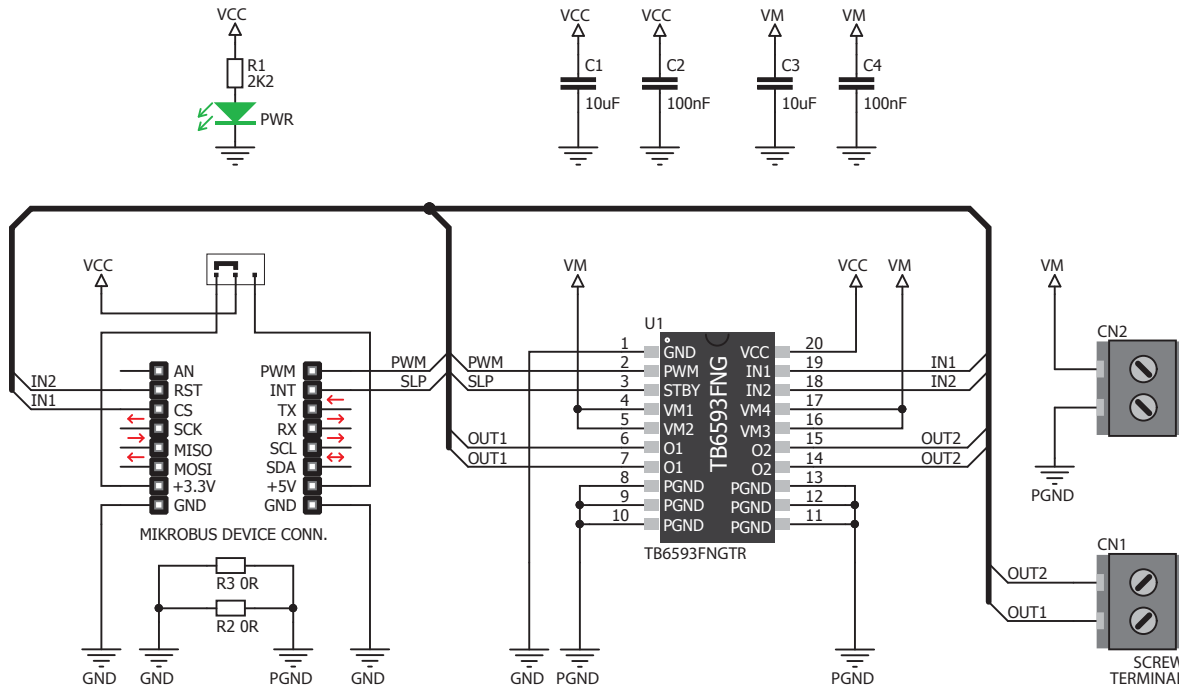 VCC
VCC
VCC
VM
VM
R1
2K2
PWR
C1
10uF
C2
100nF
C3
10uF
C4
100nF
VCC
VM
VCC
VM
VM
IN2
IN1
AN
RST
CS
SCK
MISO
MOSI
+3.3V
GND
PWM
INT
TX
RX
SCL
SDA
+5V
GND
MIKROBUS DEVICE CONN.
PWM
SLP
PWM
SLP
OUT1
OUT1
U1
1
2
3
4
5
6
7
8
9
10
GND
PWM
STBY
VM1
VM2
O1
O1
PGND
PGND
PGND
TB6593FNG
VCC
IN1
IN2
VM4
VM3
O2
O2
PGND
PGND
PGND
20
19
18
17
16
15
14
13
12
11
TB6593FNGTR
IN1
IN2
OUT2
OUT2
CN2
PGND
CN1
OUT2
OUT1
SCREW
TERMINAL
R3 0R
R2 0R
GND
GND
PGND
GND
GND
PGND
PGND